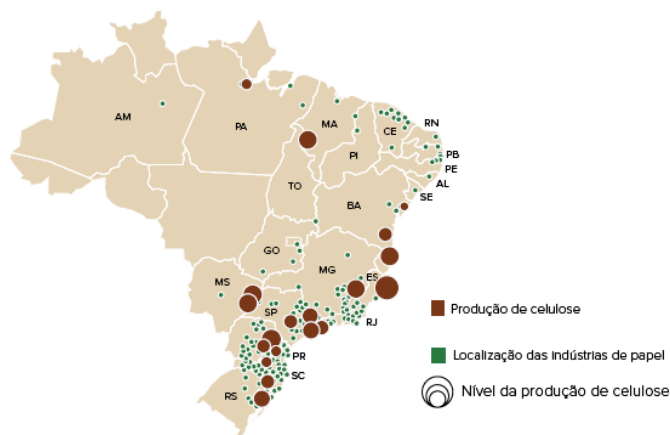 AM
PA
MA
CE
RN
PB
PE
AL
SE
PI
TO
BA
GO
MG
ES
MS
SP
RJ
PR
SC
RS
Produção de celulose
Localização das indústrias de papel
Nível da produção de celulose